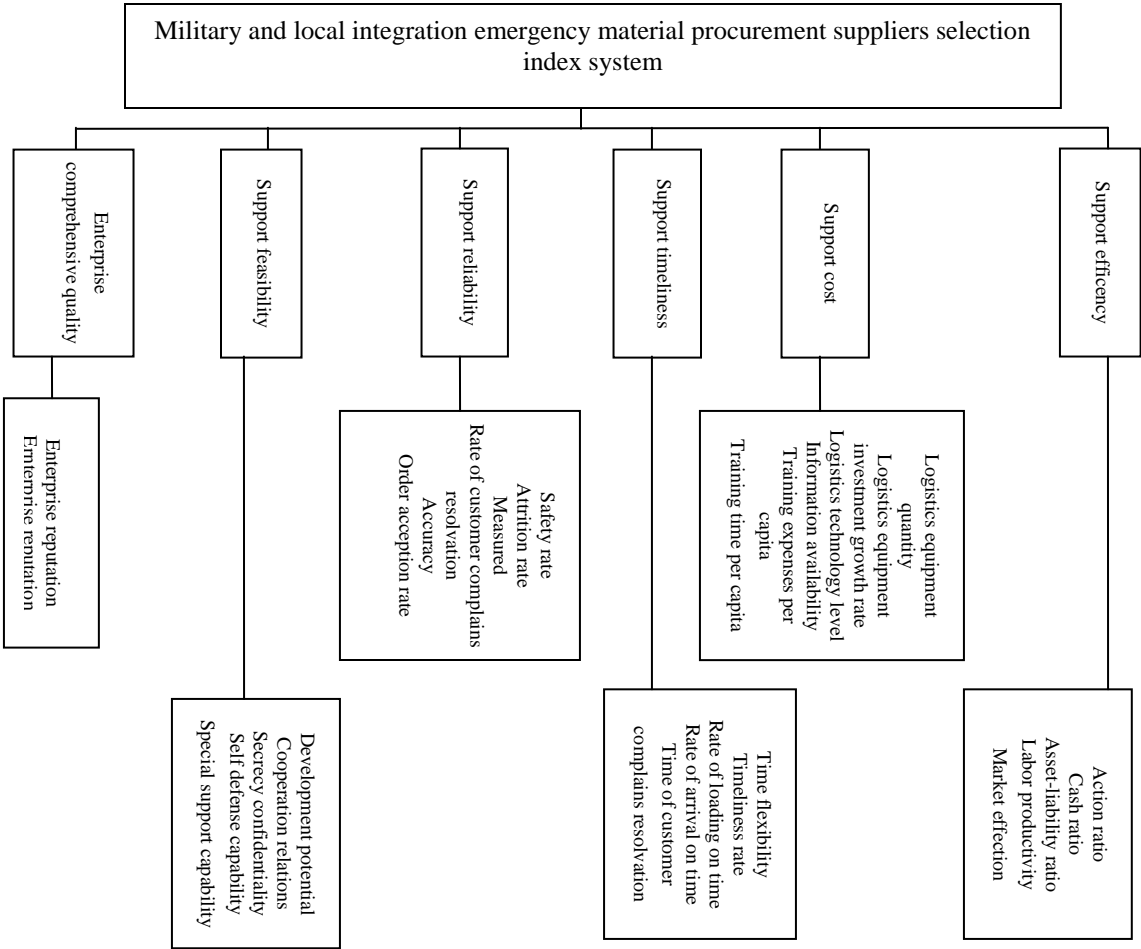 Military and local integration emergency material procurement suppliers selection
index system
Enterprise
comprehensive quality
Support feasibility
Support reliability
Support timeliness
Support cost
Support efficency
Enterprise reputation
Enterprise reputation
Development potential
Cooperation relations
Secrecy confidentiality
Self defense capability
Special support capability
Safety rate
Attrition rate
Measured
Rate of customer complains
resolvation
Accuracy
Order acception rate
Time flexibility
Timeliness rate
Rate of loading on time
Rate of arrival on time
Time of customer
complains resolvation
Logistics equipment
quantity
Logistics equipment
investment growth rate
Logistics technology level
Information availability
Training expenses per
capita
Training time per capita
Action ratio
Cash ratio
Asset-liability ratio
Labor productivity
Market effection